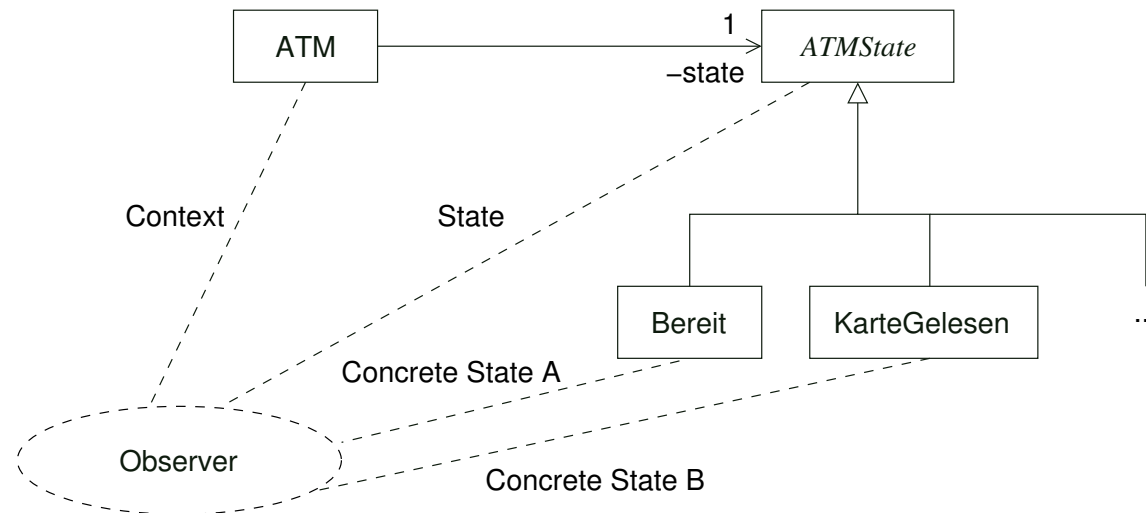 ATM
1
ATMState
–state
Context
State
Bereit
KarteGelesen
..
Concrete State A
Observer
Concrete State B